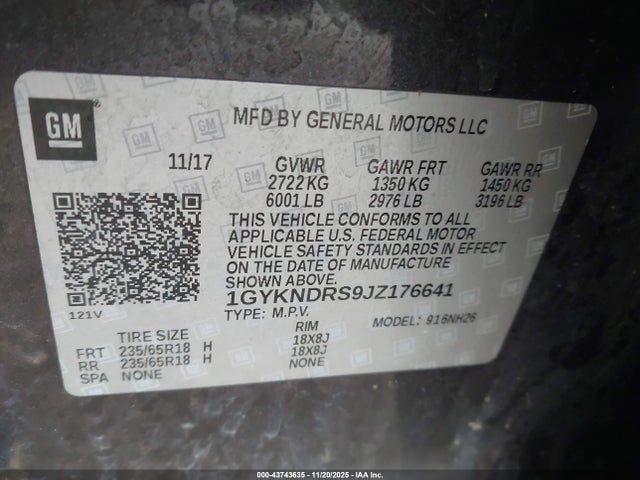 GM
MFD BY GENERAL MOTORS LLC
11/17 GVWR GAWR FRT GAWR RR
2722 KG 1350 KG 1450 KG
6001 LB 2976 LB 3196 LB
THIS VEHICLE CONFORMS TO ALL
APPLICABLE U.S. FEDERAL MOTOR
VEHICLE SAFETY STANDARDS IN EFFECT
ON THE DATE OF MANUFACTURE
SHOWN ABOVE.
1GYKNDRS9JZ176641
121V
TYPE: M.P.V. MODEL: 916NH26
TIRE SIZE RIM
FRT 235/65R18 H 18X8J
RR 235/65R18 H 18X8J
SPA NONE NONE
000-43743635 - 11/20/2025 - IAA Inc.